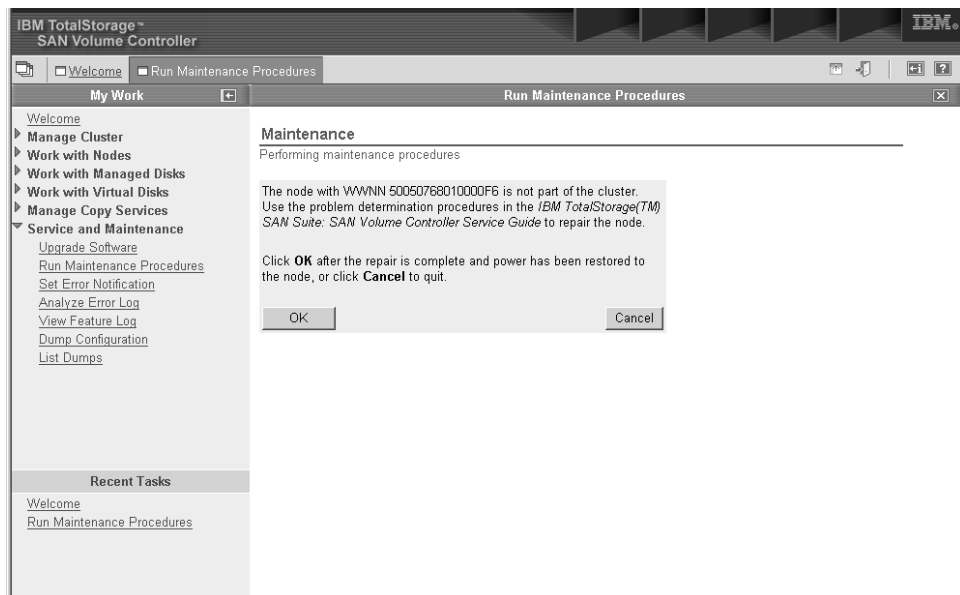 IBM TotalStorage™
SAN Volume Controller
IBM®
Welcome
Run Maintenance Procedures
?
My Work
Run Maintenance Procedures
Welcome
Manage Cluster
Work with Nodes
Work with Managed Disks
Work with Virtual Disks
Manage Copy Services
Service and Maintenance
Upgrade Software
Run Maintenance Procedures
Set Error Notification
Analyze Error Log
View Feature Log
Dump Configuration
List Dumps
Recent Tasks
Welcome
Run Maintenance Procedures
Maintenance
Performing maintenance procedures
The node with WWNN 50050768010000F6 is not part of the cluster.
Use the problem determination procedures in the IBM TotalStorage(TM)
SAN Suite: SAN Volume Controller Service Guide to repair the node.
Click OK after the repair is complete and power has been restored to
the node, or click Cancel to quit.
OK
Cancel